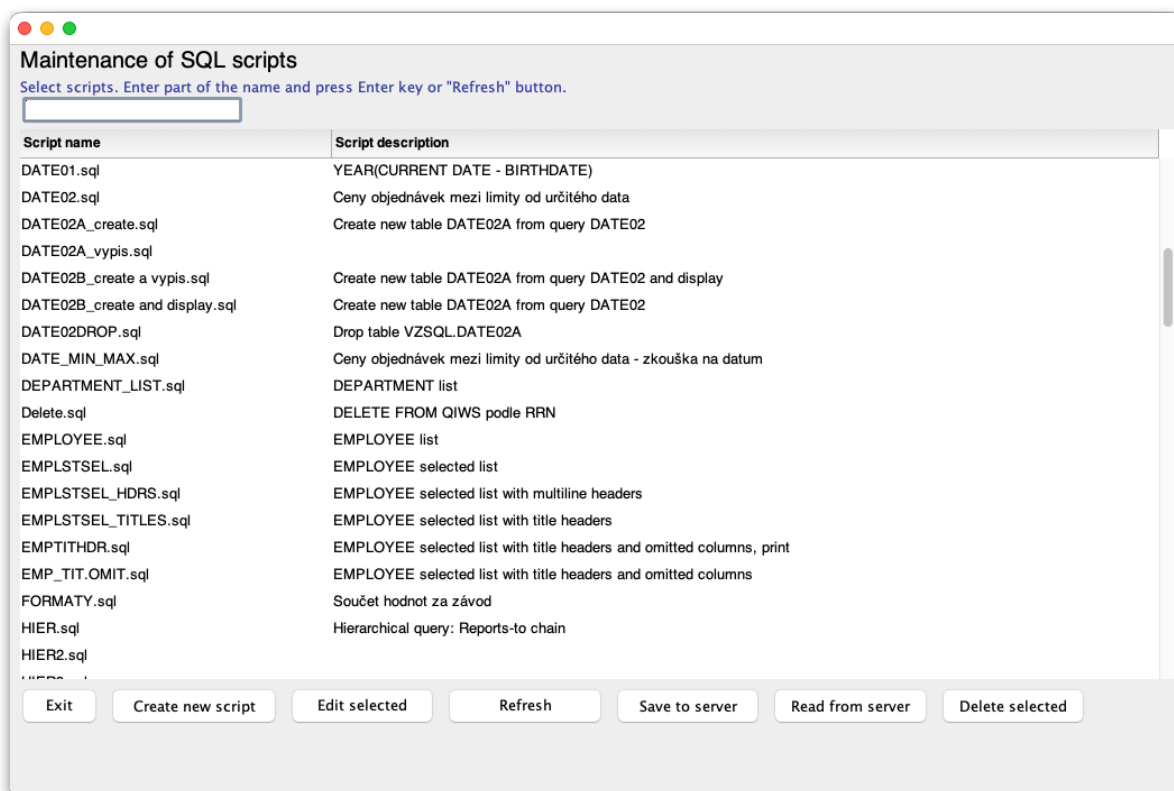 Maintenance of SQL scripts
Select scripts. Enter part of the name and press Enter key or "Refresh" button.
Script name Script description
DATE01.sql YEAR(CURRENT DATE - BIRTHDATE)
DATE02.sql Ceny objednávek mezi limity od určitého data
DATE02A_create.sql Create new table DATE02A from query DATE02
DATE02A_vypis.sql
DATE02B_create a vypis.sql Create new table DATE02A from query DATE02 and display
DATE02B_create and display.sql Create new table DATE02A from query DATE02
DATE02DROP.sql Drop table VZSQL.DATE02A
DATE_MIN_MAX.sql Ceny objednávek mezi limity od určitého data - zkouška na datum
DEPARTMENT_LIST.sql DEPARTMENT list
Delete.sql DELETE FROM QIWS podle RRN
EMPLOYEE.sql EMPLOYEE list
EMPLSTSEL.sql EMPLOYEE selected list
EMPLSTSEL_HDRS.sql EMPLOYEE selected list with multiline headers
EMPLSTSEL_TITLES.sql EMPLOYEE selected list with title headers
EMPTITHDR.sql EMPLOYEE selected list with title headers and omitted columns, print
EMP_TIT.OMIT.sql EMPLOYEE selected list with title headers and omitted columns
FORMATY.sql Součet hodnot za závod
HIER.sql Hierarchical query: Reports-to chain
HIER2.sql
Exit Create new script Edit selected Refresh Save to server Read from server Delete selected